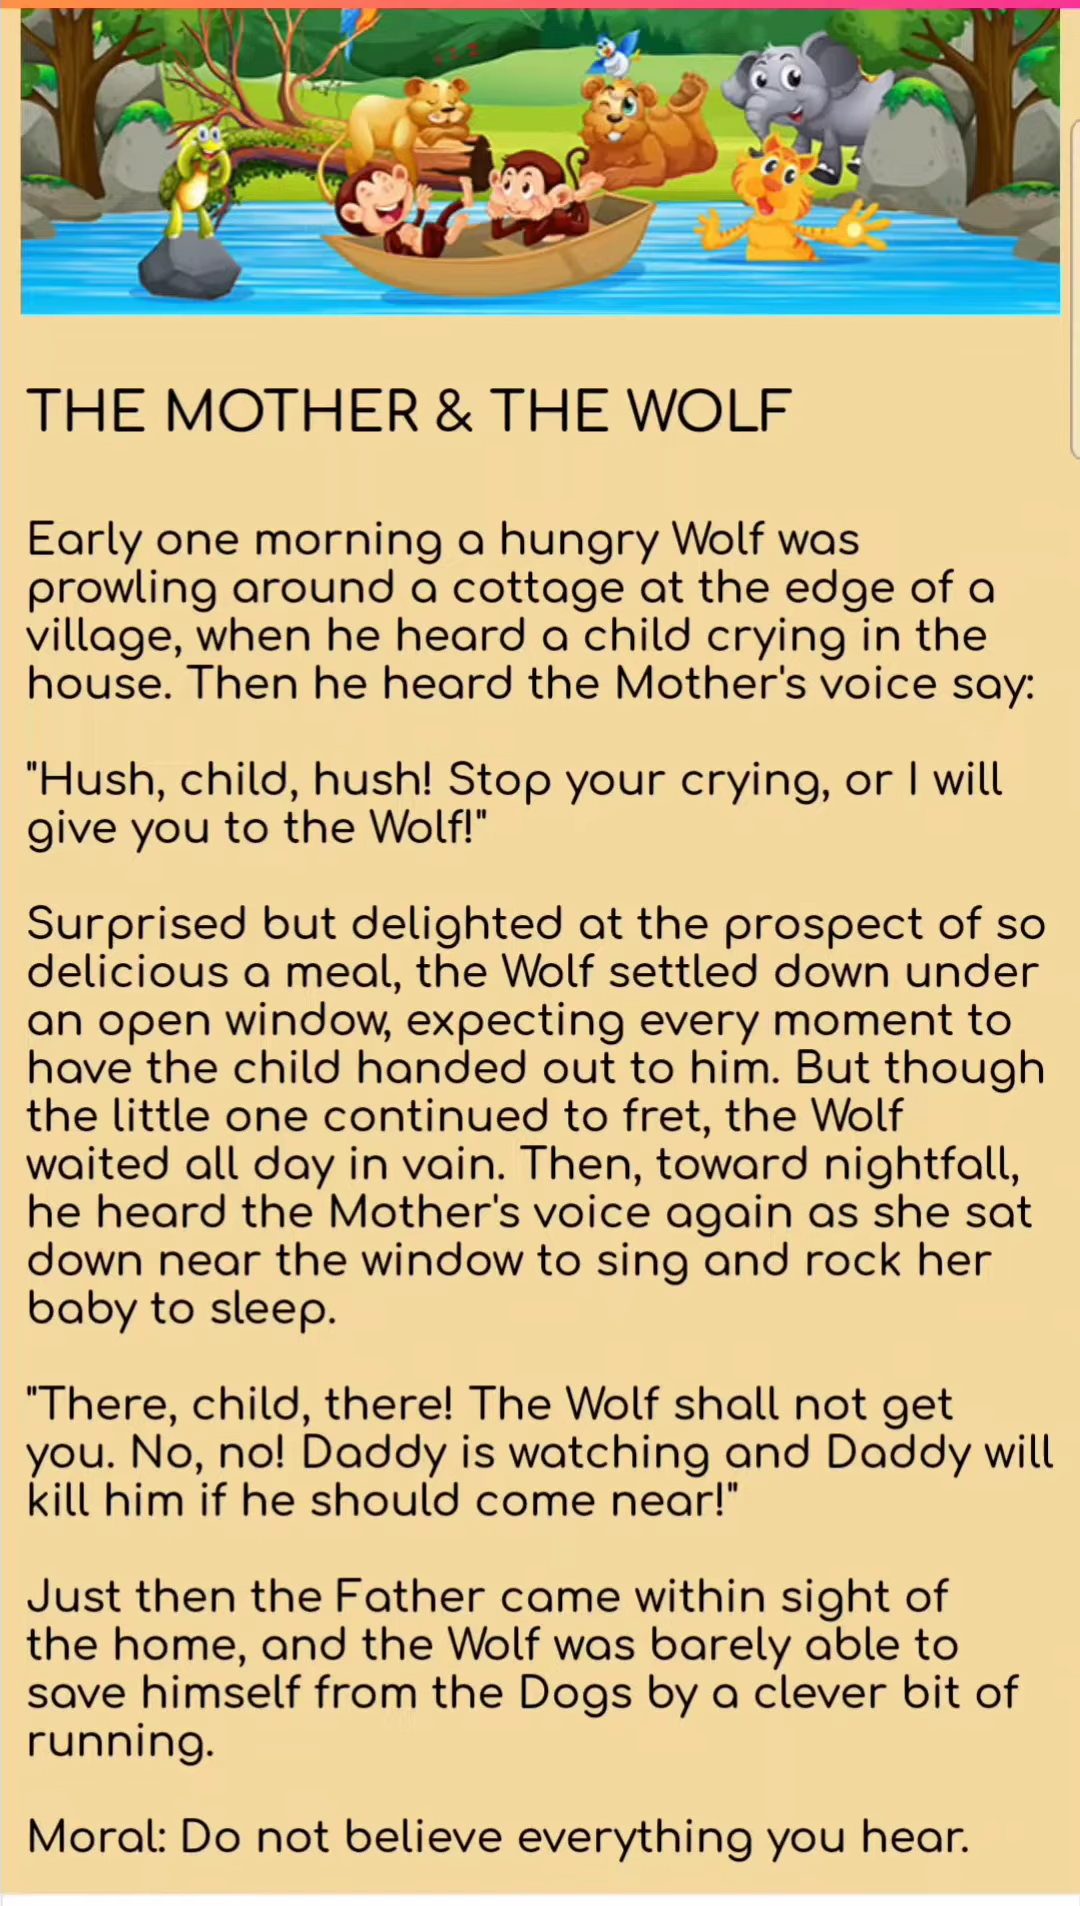 THE MOTHER & THE WOLF
Early one morning a hungry Wolf was
prowling around a cottage at the edge of a
village, when he heard a child crying in the
house. Then he heard the Mother's voice say:
"Hush, child, hush! Stop your crying, or I will
give you to the Wolf!"
Surprised but delighted at the prospect of so
delicious a meal, the Wolf settled down under
an open window, expecting every moment to
have the child handed out to him. But though
the little one continued to fret, the Wolf
waited all day in vain. Then, toward nightfall,
he heard the Mother's voice again as she sat
down near the window to sing and rock her
baby to sleep.
"There, child, there! The Wolf shall not get
you. No, no! Daddy is watching and Daddy will
kill him if he should come near!"
Just then the Father came within sight of
the home, and the Wolf was barely able to
save himself from the Dogs by a clever bit of
running.
Moral: Do not believe everything you hear.